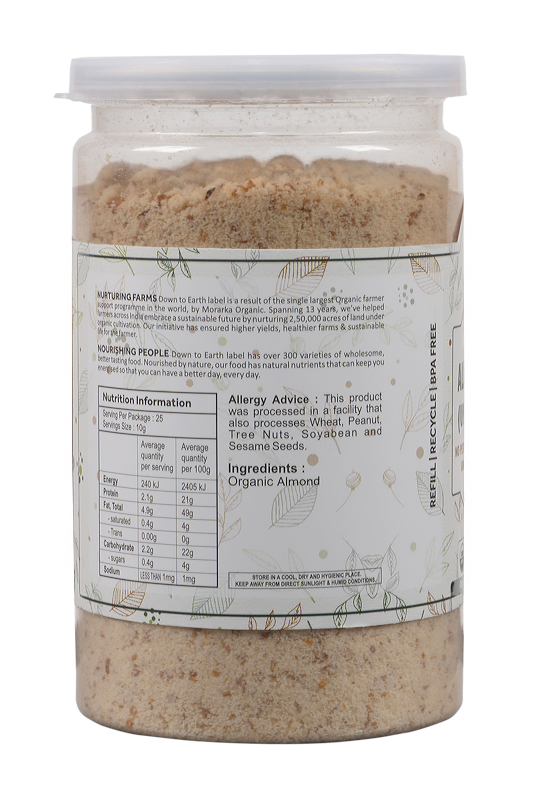 NURTURING FARMS Down to Earth label is a result of the single largest Organic farmer
support programme in the world, by Morarka Organic. Spanning 13 years, we've helped
farmers across India embrace a sustainable future by nurturing 2,50,000 acres of land under
organic cultivation. Our initiative has ensured higher yields, healthier farms & sustainable
life for the farmer.
NOURISHING PEOPLE Down to Earth label has over 300 varieties of wholesome,
better tasting food. Nourished by nature, our food has natural nutrients that can keep you
energised so that you can have a better day, every day.
Nutrition Information
Serving Per Package : 25
Servings Size : 10g
Average quantity per serving Average quantity per 100g
Energy 240 kJ 2405 kJ
Protein 2.1g 21g
Fat, Total 4.9g 49g
- saturated 0.4g 4g
- Trans 0.00g 0g
Carbohydrate 2.2g 22g
- sugars 0.4g 4g
Sodium LESS THAN 1mg 1mg
Allergy Advice : This product
was processed in a facility that
also processes Wheat, Peanut,
Tree Nuts, Soyabean and
Sesame Seeds.
Ingredients :
Organic Almond
STORE IN A COOL, DRY AND HYGIENIC PLACE.
KEEP AWAY FROM DIRECT SUNLIGHT & HUMID CONDITIONS.
REFILL | RECYCLE | BPA FREE